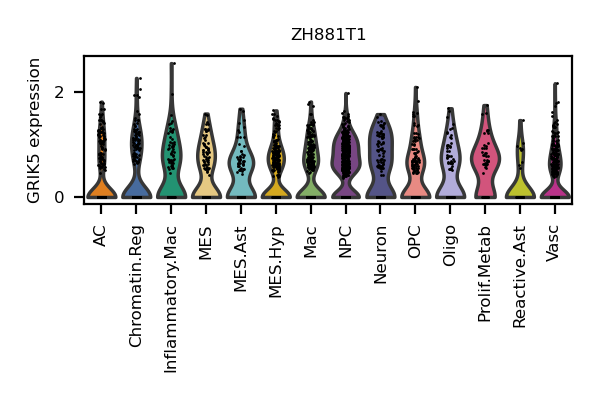 ZH881T1
GRIK5 expression
2
0
AC
Chromatin.Reg
Inflammatory.Mac
MES
MES.Ast
MES.Hyp
Mac
NPC
Neuron
OPC
Oligo
Prolif.Metab
Reactive.Ast
Vasc